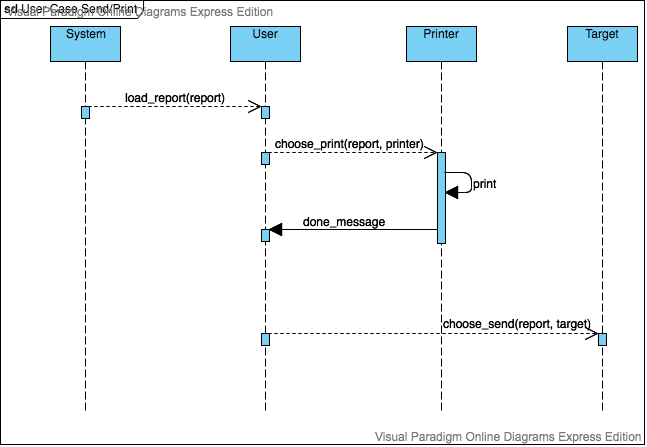 sd User Case Send/Print
Visual Paradigm Online Diagrams Express Edition
System
User
Printer
Target
load_report(report)
choose_print(report, printer)
print
done_message
choose_send(report, target)
Visual Paradigm Online Diagrams Express Edition